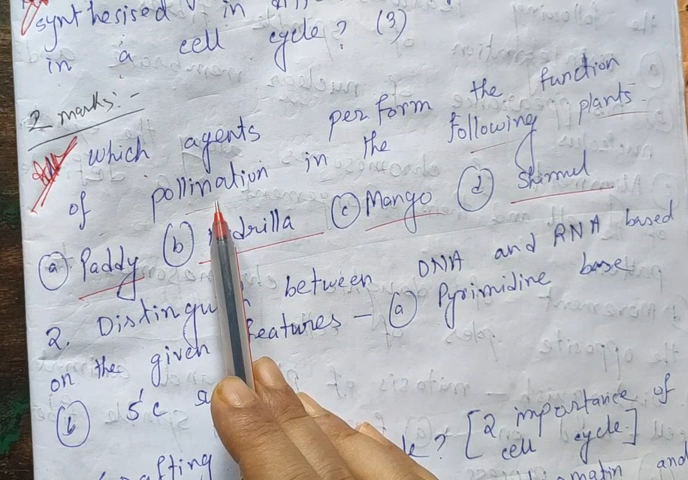 synthesised in
in a cell cycle? (3)
2 marks:-
Which agents perform the function
of pollination in the following plants
(a) Paddy (b) drilla (c) Mango (d) Shimul
2. Distingu between DNA and RNA based
on the given features - (a) Pyrimidine base
(b) 5'c a
? [2 importance of
cell cycle.]
and